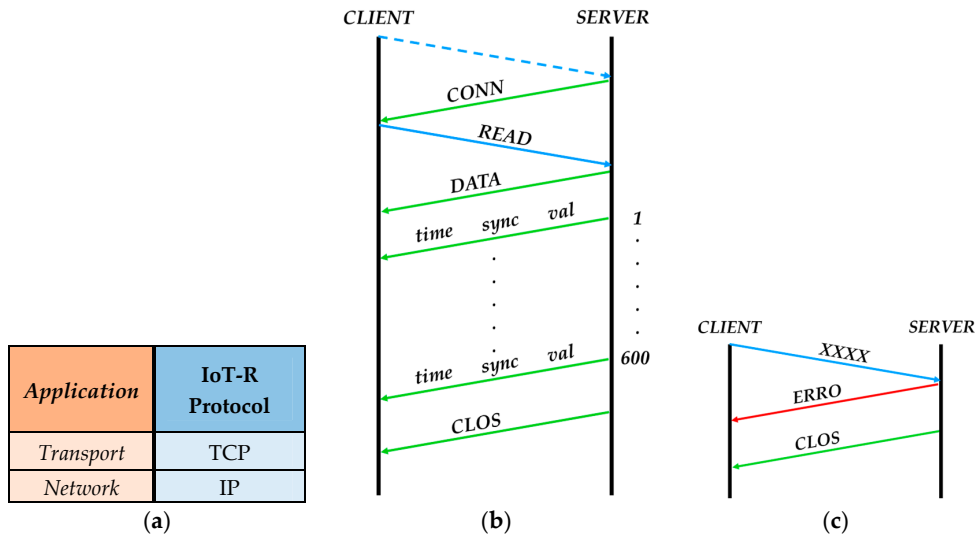 Application
IoT-R
Protocol
Transport
TCP
Network
IP
(a)
CLIENT
SERVER
CONN
READ
DATA
time sync val
1
time sync val
600
CLOS
(b)
CLIENT
SERVER
XXXX
ERRO
CLOS
(c)